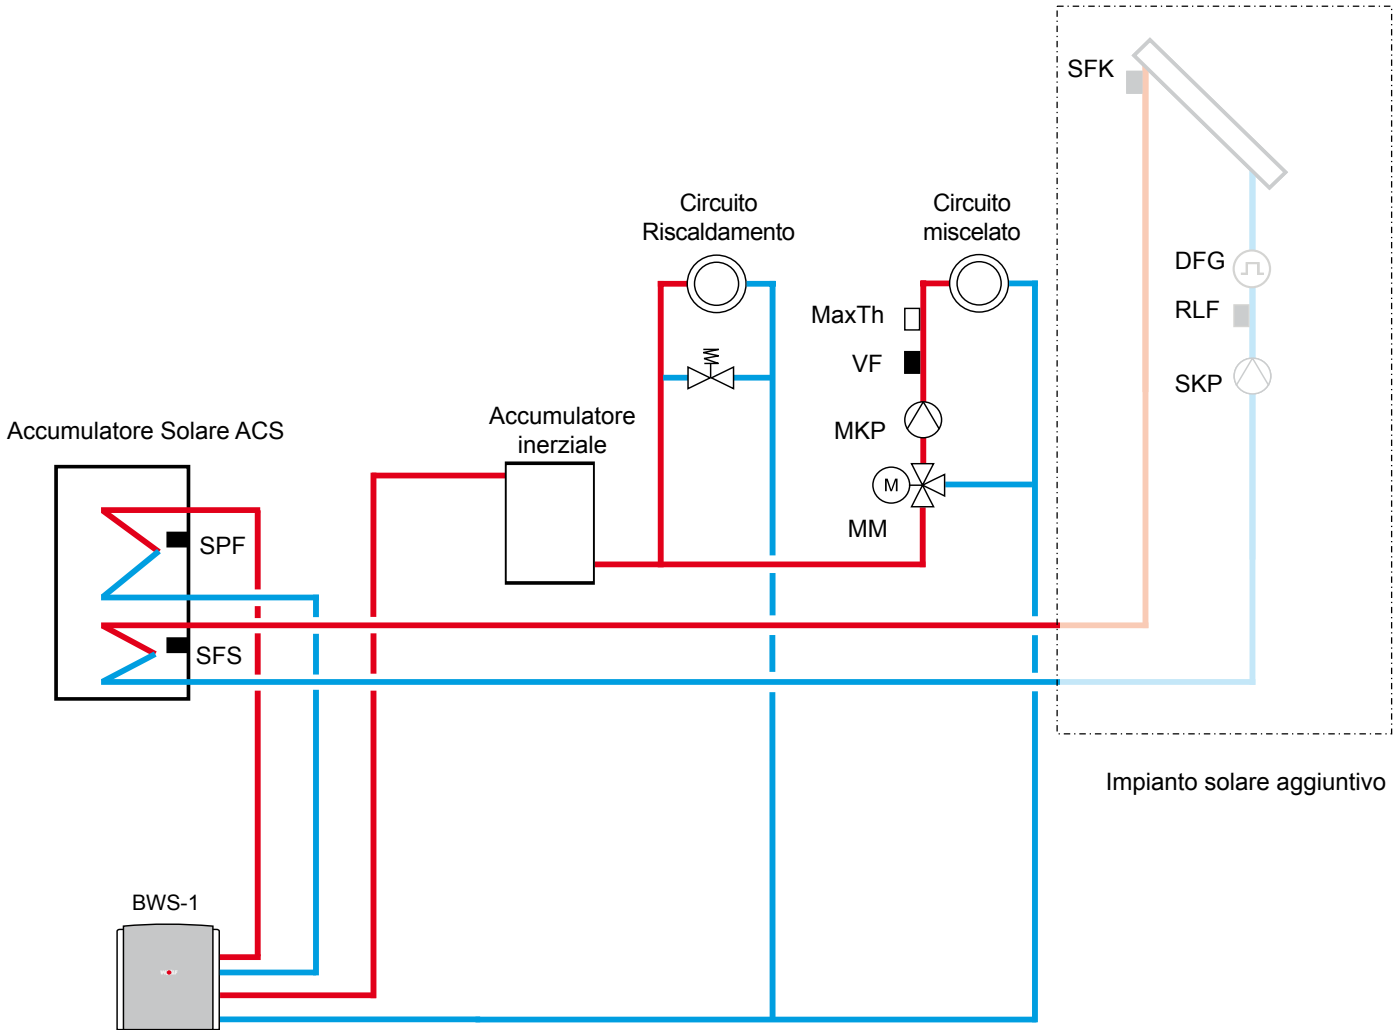 SFK
Circuito
Riscaldamento
Circuito
miscelato
DFG
MaxTh
RLF
VF
SKP
Accumulatore
inerziale
MKP
Accumulatore Solare ACS
M
MM
SPF
SFS
Impianto solare aggiuntivo
BWS-1